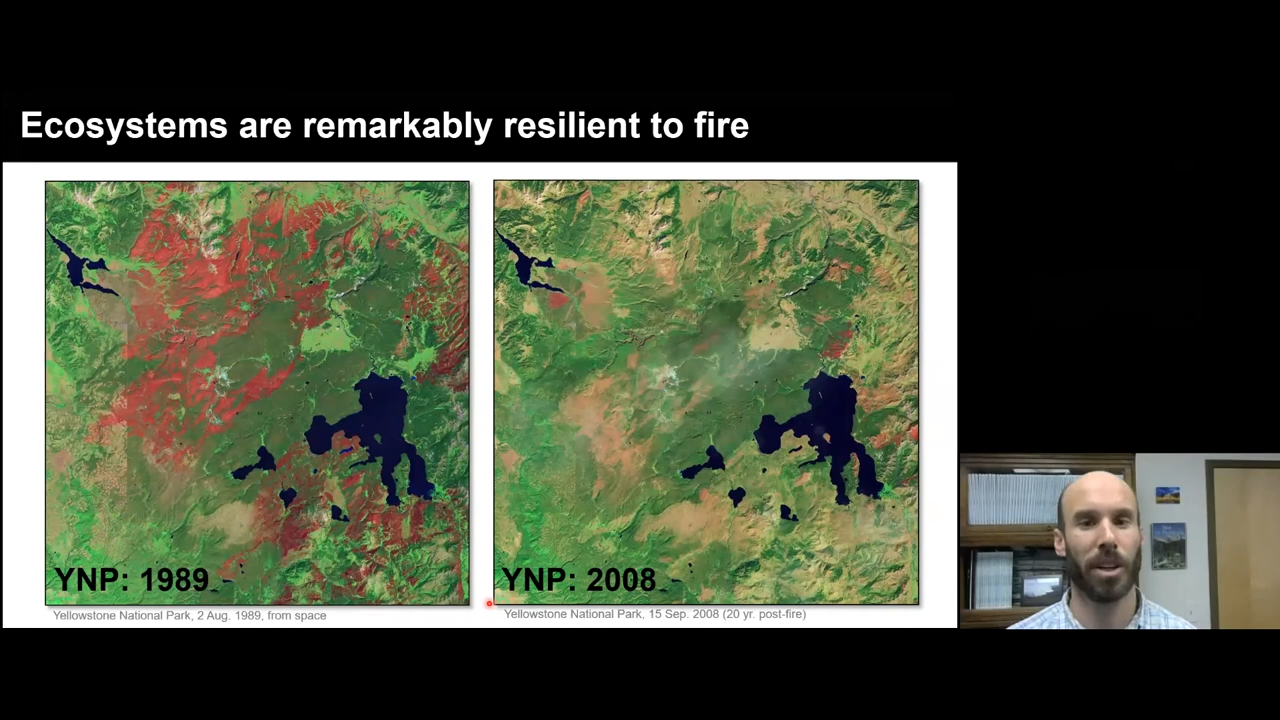 Ecosystems are remarkably resilient to fire
YNP: 1989
YNP: 2008
Yellowstone National Park, 2 Aug. 1989, from space
Yellowstone National Park, 15 Sep. 2008 (20 yr. post-fire)